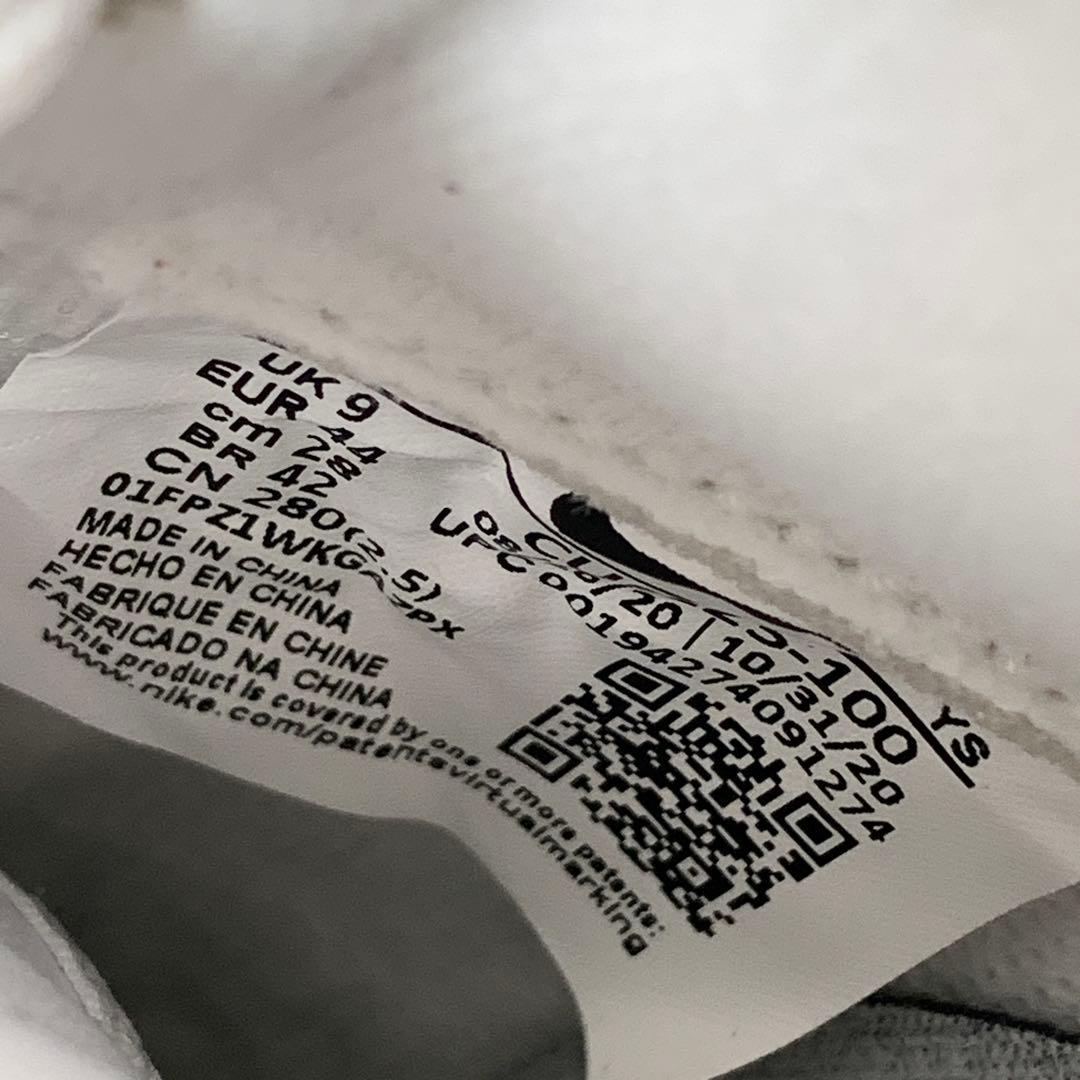 UK 9
EUR 44
cm 28
BR 42
CN 280(2.5)
MADE IN CHINA
HECHO EN CHINA
FABRIQUE EN CHINE
FABRICADO NA CHINA
This product is covered by one or more patents:
www.nike.com/patentsvirtualmarking
YS
-100
/20 | 10/31/20
UPC 00194274091274